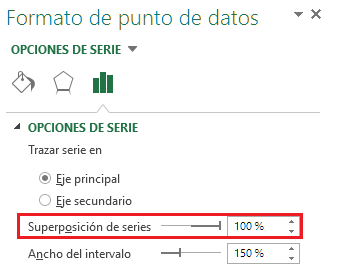 Formato de punto de datos
OPCIONES DE SERIE
OPCIONES DE SERIE
Trazar serie en
Eje principal
Eje secundario
Superposición de series 100 %
Ancho del intervalo 150 %